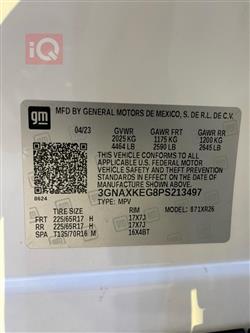 iQ
gm
MFD BY GENERAL MOTORS DE MEXICO, S. DE R.L. DE C.V.
04/23 GVWR GAWR FRT GAWR RR
2025 KG 1175 KG 1200 KG
4464 LB 2590 LB 2645 LB
THIS VEHICLE CONFORMS TO ALL
APPLICABLE U.S. FEDERAL MOTOR
VEHICLE SAFETY AND THEFT
PREVENTION STANDARDS IN EFFECT ON
THE DATE OF MANUFACTURE SHOWN ABOVE.
3GNAXKEG8PS213497
8624
TYPE: MPV
TIRE SIZE RIMS MODEL: 871XR26
FRT 225/65R17 H 17X7J
RR 225/65R17 H 17X7J
SP T135/70R16 M 16X4BT